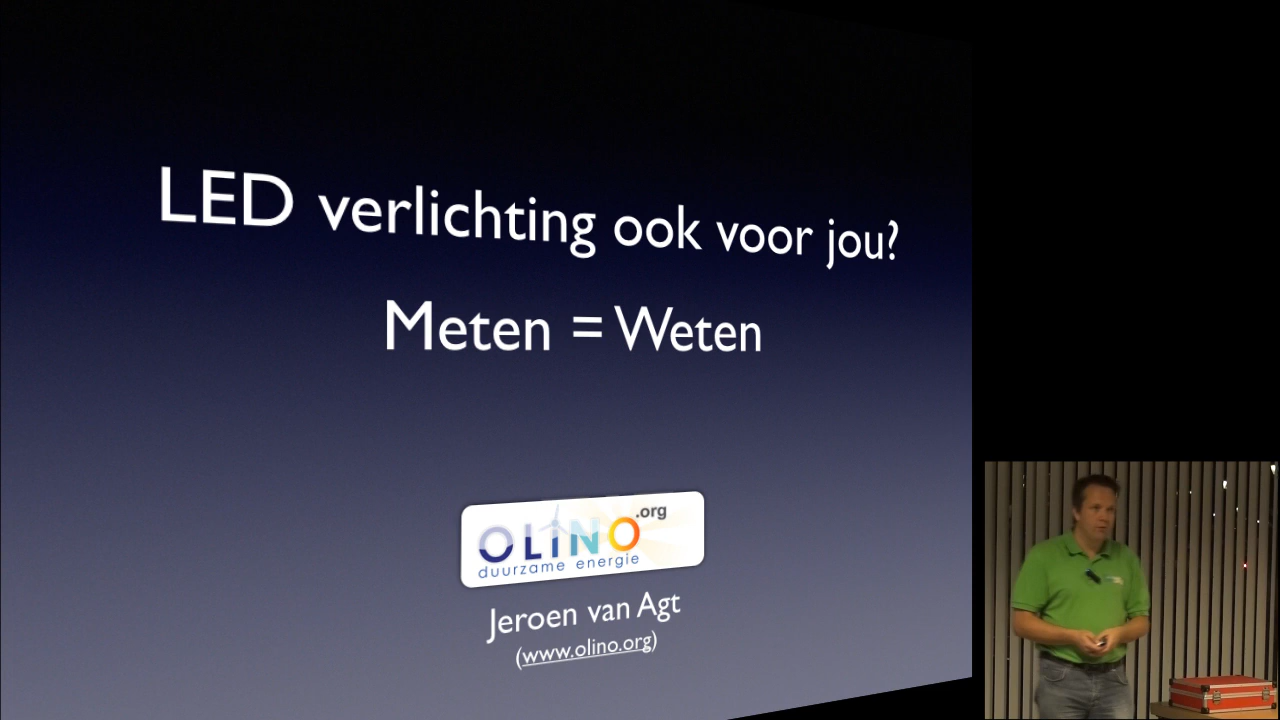 LED verlichting ook voor jou?
Meten = Weten
OLINO.org
duurzame energie
Jeroen van Agt
(www.olino.org)